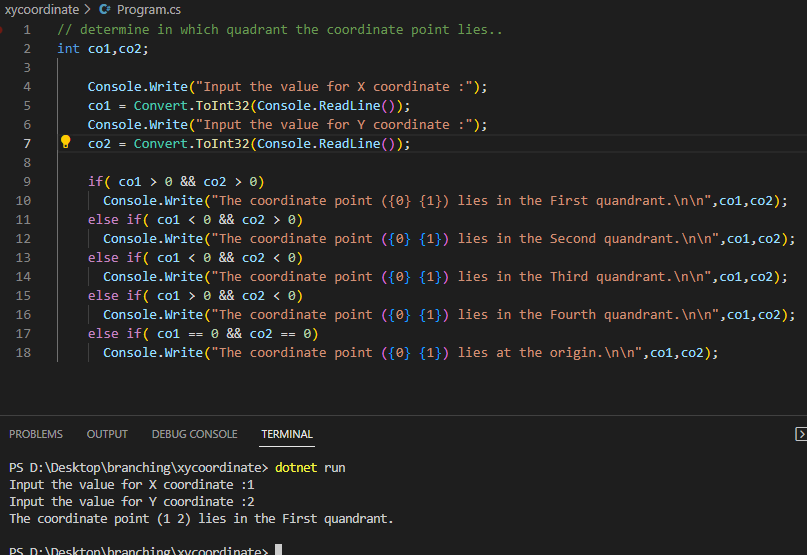 xycoordinate > C# Program.cs
1 // determine in which quadrant the coordinate point lies..
2 int co1,co2;
3
4 Console.Write("Input the value for X coordinate :");
5 co1 = Convert.ToInt32(Console.ReadLine());
6 Console.Write("Input the value for Y coordinate :");
7 co2 = Convert.ToInt32(Console.ReadLine());
8
9 if( co1 > 0 && co2 > 0)
10 Console.Write("The coordinate point ({0} {1}) lies in the First quandrant.\n\n",co1,co2);
11 else if( co1 < 0 && co2 > 0)
12 Console.Write("The coordinate point ({0} {1}) lies in the Second quandrant.\n\n",co1,co2);
13 else if( co1 < 0 && co2 < 0)
14 Console.Write("The coordinate point ({0} {1}) lies in the Third quandrant.\n\n",co1,co2);
15 else if( co1 > 0 && co2 < 0)
16 Console.Write("The coordinate point ({0} {1}) lies in the Fourth quandrant.\n\n",co1,co2);
17 else if( co1 == 0 && co2 == 0)
18 Console.Write("The coordinate point ({0} {1}) lies at the origin.\n\n",co1,co2);
PROBLEMS OUTPUT DEBUG CONSOLE TERMINAL
PS D:\Desktop\branching\xycoordinate> dotnet run
Input the value for X coordinate :1
Input the value for Y coordinate :2
The coordinate point (1 2) lies in the First quandrant.
PS D:\Desktop\branching\xycoordinate>